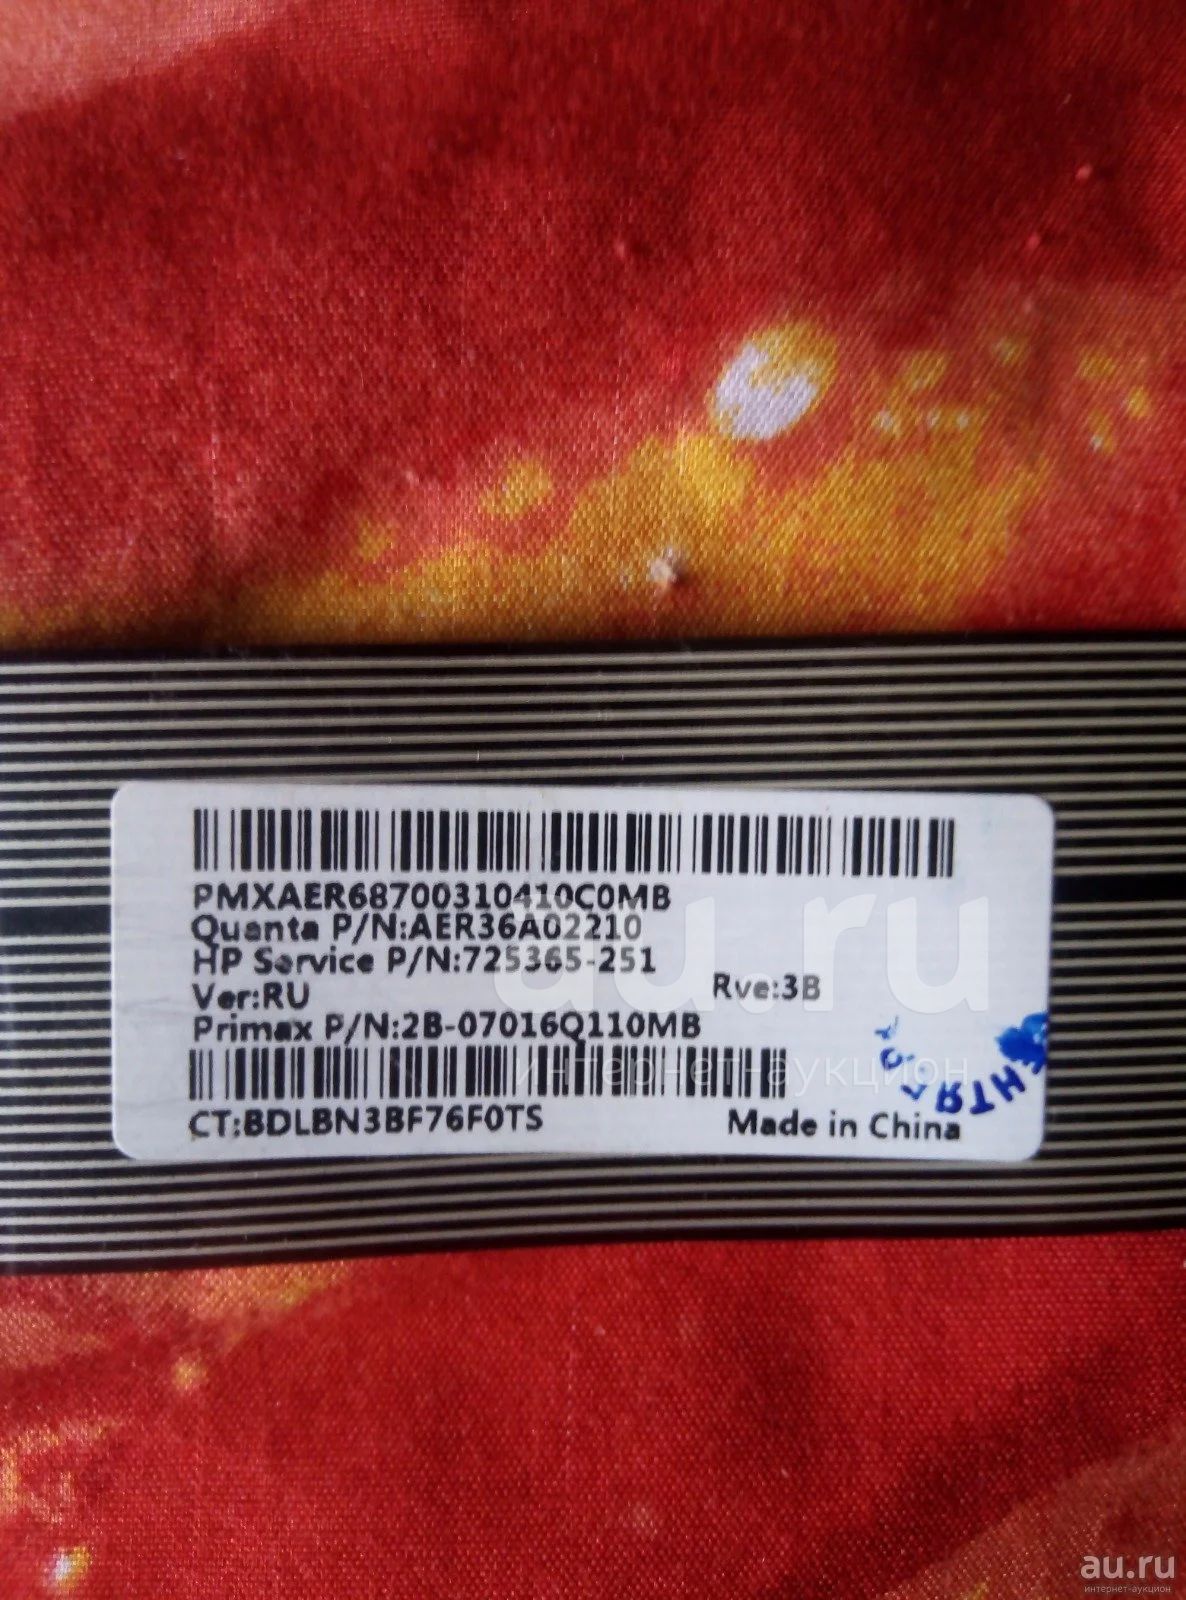 PMXAER68700310410C0MB
Quanta P/N:AER36A02210
HP Service P/N:725365-251
Ver:RU Rve:3B
Primax P/N:2B-07016Q110MB
CT:BDLBN3BF76F0TS Made in China
au.ru
интернет-аукцион
au.ru
интернет-аукцион